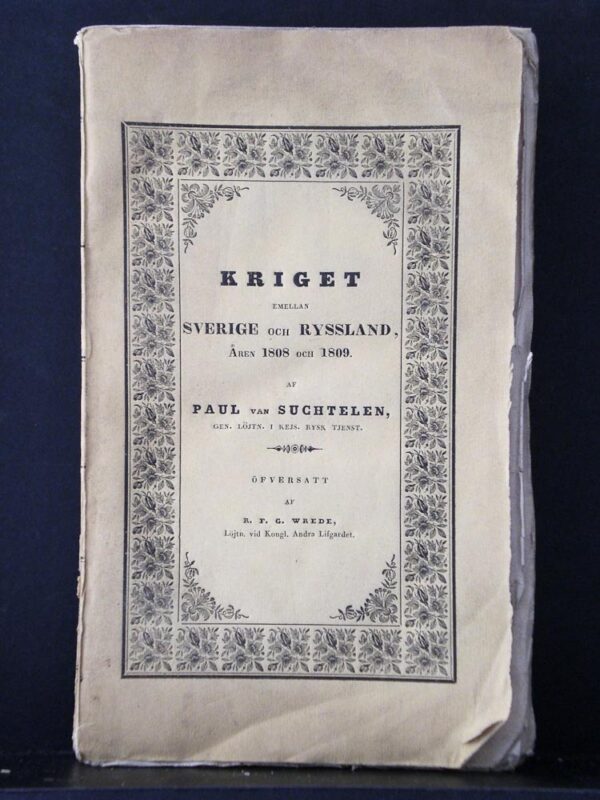 KRIGET
EMELLAN
SVERIGE OCH RYSSLAND,
ÅREN 1808 OCH 1809.
AF
PAUL VAN SUCHTELEN,
GEN. LÖJTN. I KEJS. RYSK TJENST.
ÖFVERSATT
AF
R. F. G. WREDE,
Löjtn. vid Kongl. Andra Lifgardet.